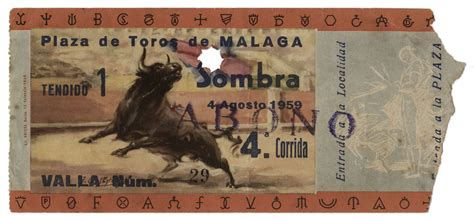 Plaza de Toros de MALAGA
TENDIDO 1
Sombra
4 Agosto 1959
ABONO
4.ª Corrida
VALLA Núm.
29
Entrada a la Localidad
Entrada a la PLAZA